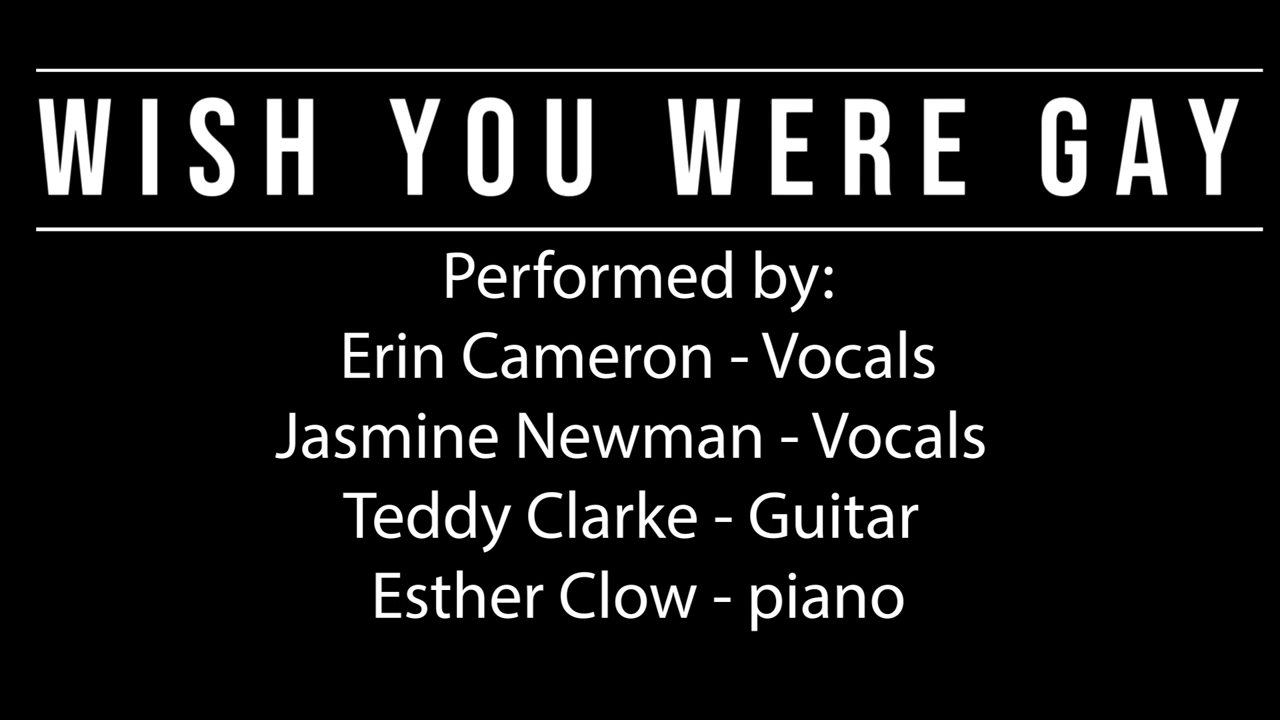 WISH YOU WERE GAY
Performed by:
Erin Cameron - Vocals
Jasmine Newman - Vocals
Teddy Clarke - Guitar
Esther Clow - piano